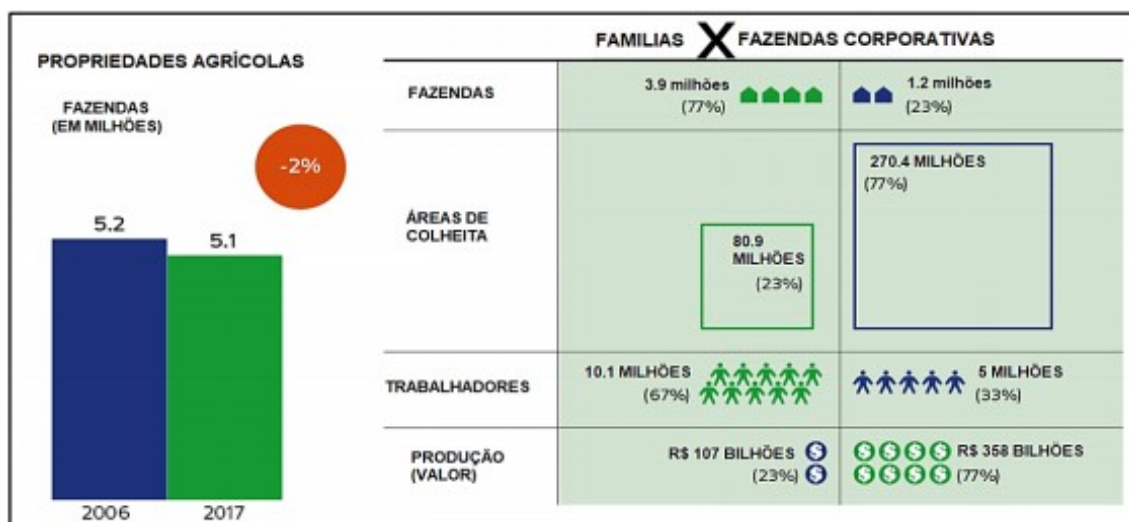 PROPRIEDADES AGRÍCOLAS
FAZENDAS
(EM MILHÕES)
-2%
5.2
5.1
2006
2017
FAMILIAS X FAZENDAS CORPORATIVAS
FAZENDAS
3.9 milhões
(77%)
1.2 milhões
(23%)
ÁREAS DE
COLHEITA
80.9
MILHÕES
(23%)
270.4 MILHÕES
(77%)
TRABALHADORES
10.1 MILHÕES
(67%)
5 MILHÕES
(33%)
PRODUÇÃO
(VALOR)
R$ 107 BILHÕES
(23%)
R$ 358 BILHÕES
(77%)